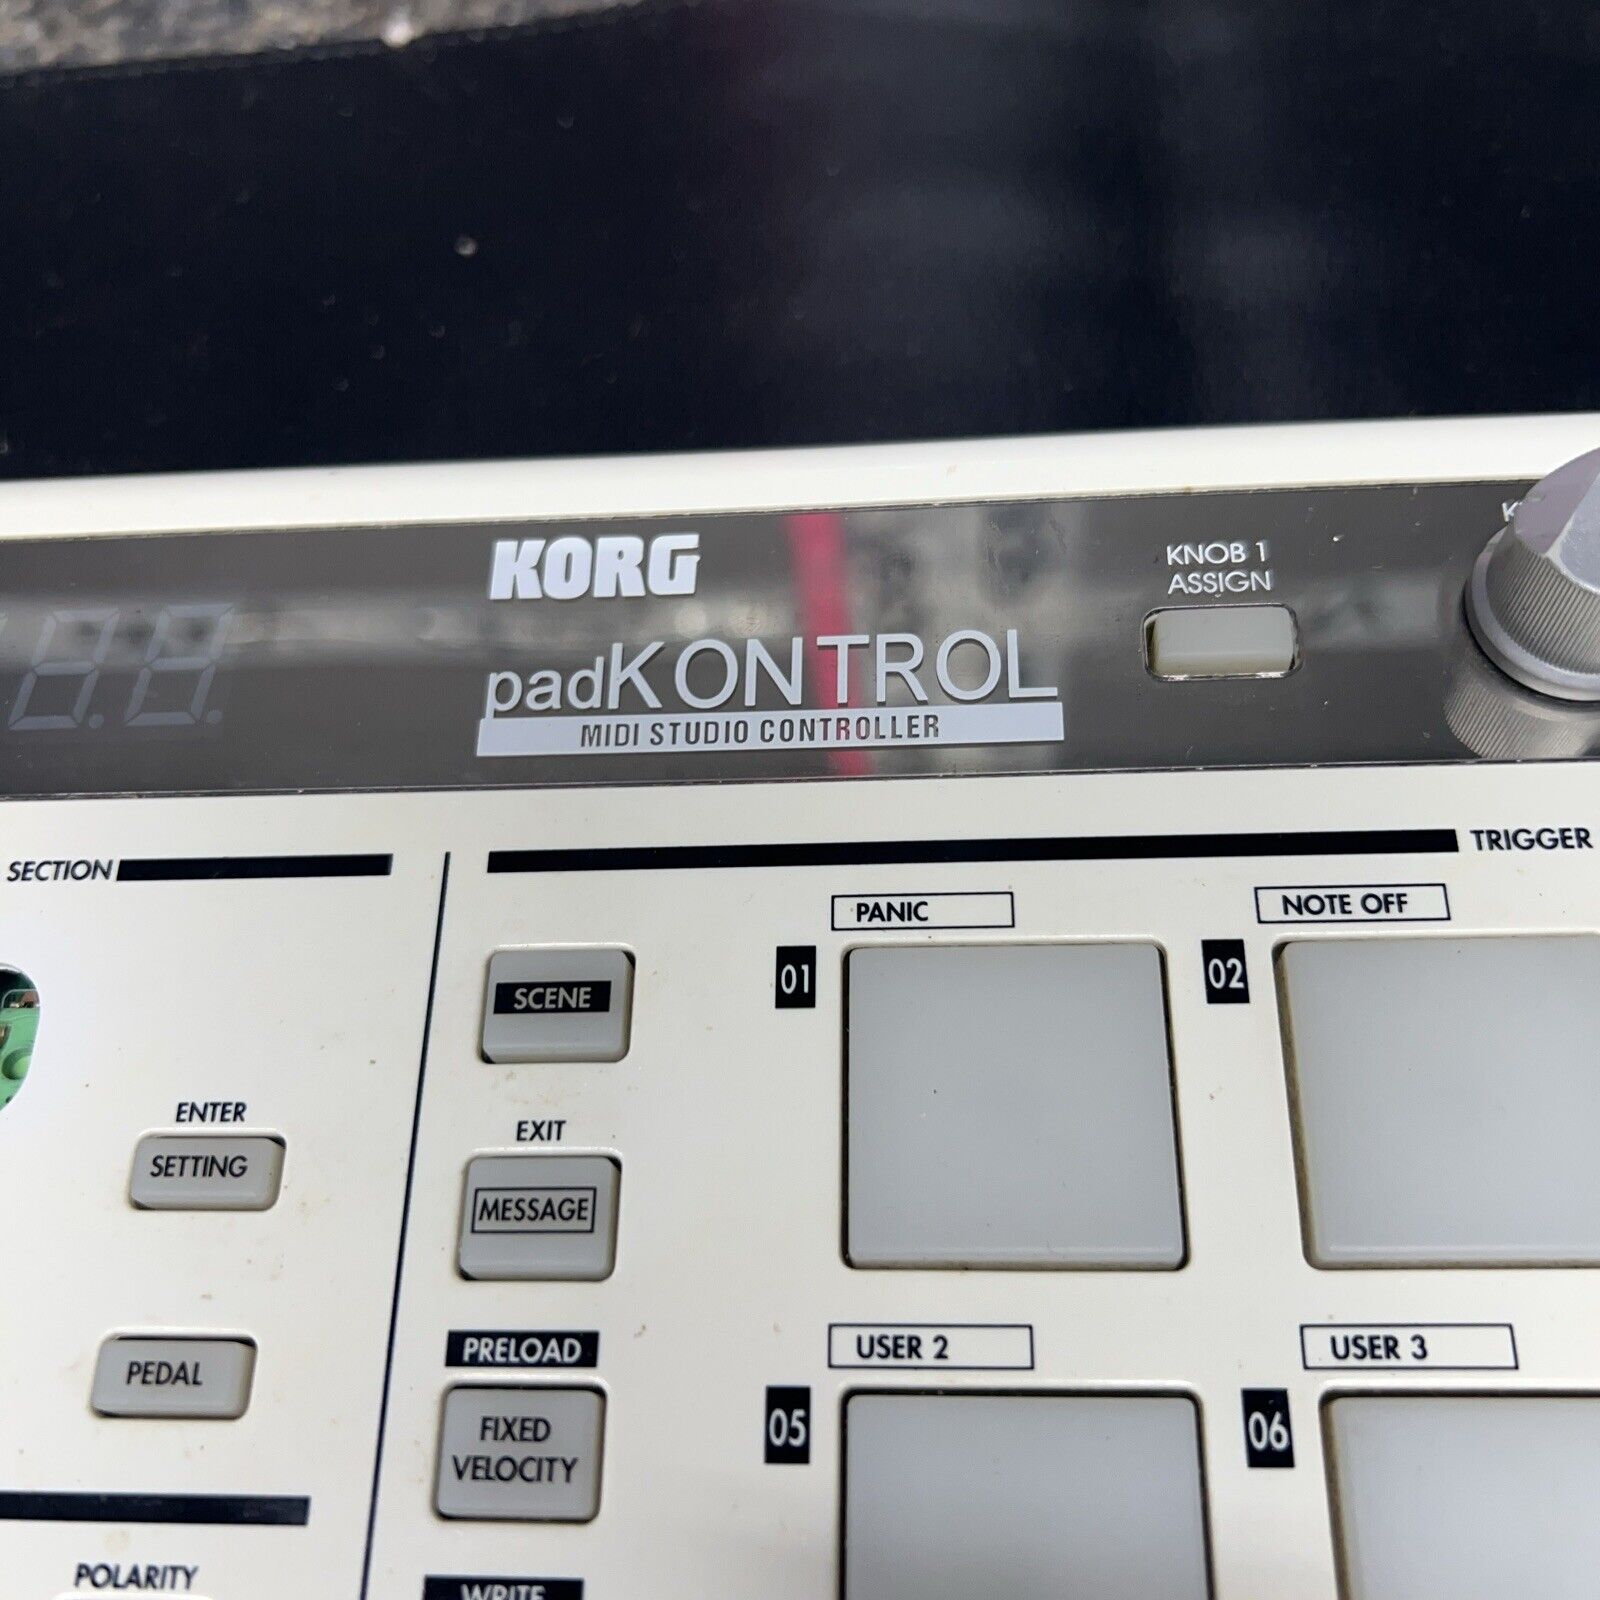 KORG
padKONTROL
MIDI STUDIO CONTROLLER
KNOB 1
ASSIGN
SECTION
TRIGGER
PANIC
NOTE OFF
01
02
SCENE
ENTER
SETTING
EXIT
MESSAGE
PEDAL
PRELOAD
FIXED
VELOCITY
USER 2
USER 3
05
06
POLARITY
WRITE